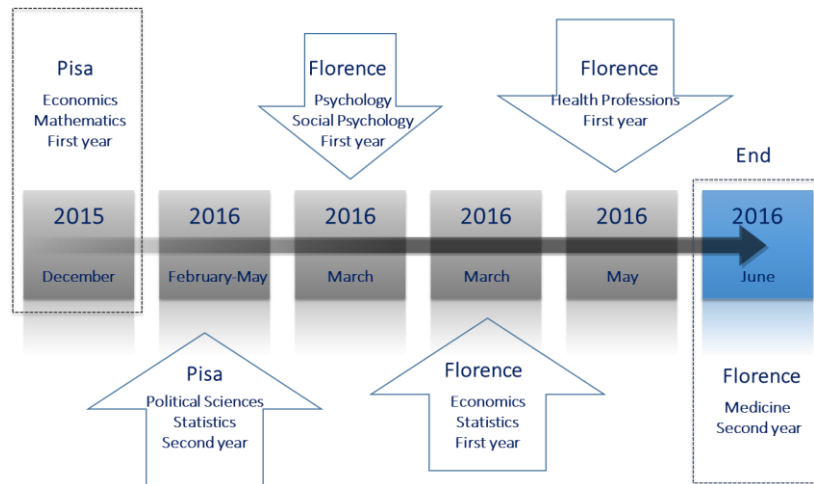 Pisa
Economics
Mathematics
First year
Florence
Psychology
Social Psychology
First year
Florence
Health Professions
First year
End
2015
December
2016
February-May
2016
March
2016
March
2016
May
2016
June
Pisa
Political Sciences
Statistics
Second year
Florence
Economics
Statistics
First year
Florence
Medicine
Second year